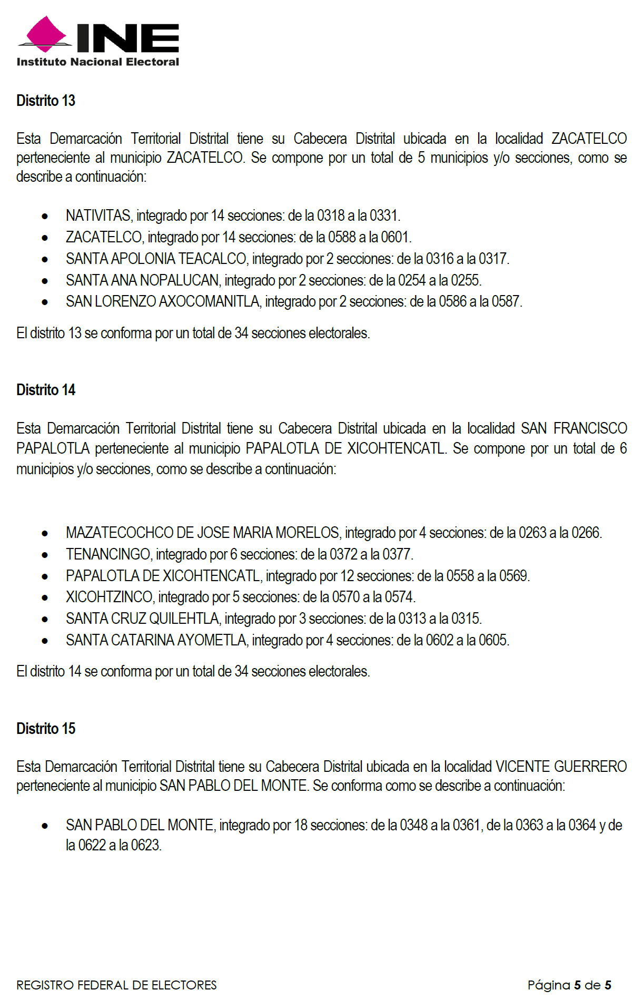 INE
Instituto Nacional Electoral
Distrito 13
Esta Demarcación Territorial Distrital tiene su Cabecera Distrital ubicada en la localidad ZACATELCO
perteneciente al municipio ZACATELCO. Se compone por un total de 5 municipios y/o secciones, como se
describe a continuación:
• NATIVITAS, integrado por 14 secciones: de la 0318 a la 0331.
• ZACATELCO, integrado por 14 secciones: de la 0588 a la 0601.
• SANTA APOLONIA TEACALCO, integrado por 2 secciones: de la 0316 a la 0317.
• SANTA ANA NOPALUCAN, integrado por 2 secciones: de la 0254 a la 0255.
• SAN LORENZO AXOCOMANITLA, integrado por 2 secciones: de la 0586 a la 0587.
El distrito 13 se conforma por un total de 34 secciones electorales.
Distrito 14
Esta Demarcación Territorial Distrital tiene su Cabecera Distrital ubicada en la localidad SAN FRANCISCO
PAPALOTLA perteneciente al municipio PAPALOTLA DE XICOHTENCATL. Se compone por un total de 6
municipios y/o secciones, como se describe a continuación:
• MAZATECOCHCO DE JOSE MARIA MORELOS, integrado por 4 secciones: de la 0263 a la 0266.
• TENANCINGO, integrado por 6 secciones: de la 0372 a la 0377.
• PAPALOTLA DE XICOHTENCATL, integrado por 12 secciones: de la 0558 a la 0569.
• XICOHTZINCO, integrado por 5 secciones: de la 0570 a la 0574.
• SANTA CRUZ QUILEHTLA, integrado por 3 secciones: de la 0313 a la 0315.
• SANTA CATARINA AYOMETLA, integrado por 4 secciones: de la 0602 a la 0605.
El distrito 14 se conforma por un total de 34 secciones electorales.
Distrito 15
Esta Demarcación Territorial Distrital tiene su Cabecera Distrital ubicada en la localidad VICENTE GUERRERO
perteneciente al municipio SAN PABLO DEL MONTE. Se conforma como se describe a continuación:
• SAN PABLO DEL MONTE, integrado por 18 secciones: de la 0348 a la 0361, de la 0363 a la 0364 y de
la 0622 a la 0623.
REGISTRO FEDERAL DE ELECTORES Página 5 de 5